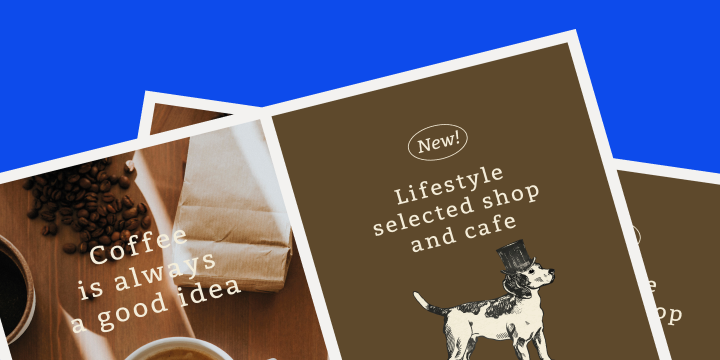 Coffee
is always
a good idea
New!
Lifestyle
selected shop
and cafe